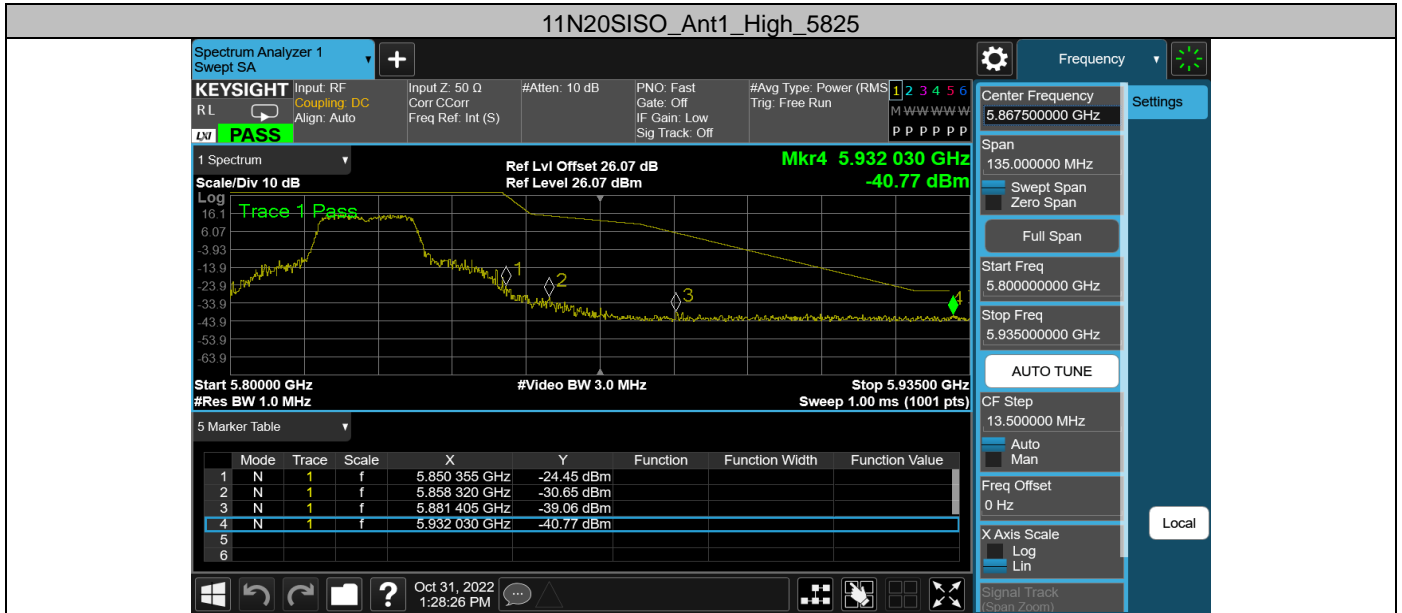 11N20SISO_Ant1_High_5825
Spectrum Analyzer 1
Swept SA
+
Frequency
KEYSIGHT
RL
LXI PASS
Input: RF
Coupling: DC
Align: Auto
Input Z: 50 Ω
Corr CCorr
Freq Ref: Int (S)
#Atten: 10 dB
PNO: Fast
Gate: Off
IF Gain: Low
Sig Track: Off
#Avg Type: Power (RMS
Trig: Free Run
1 2 3 4 5 6
M W W W W W
P P P P P P
1 Spectrum
Scale/Div 10 dB
Ref Lvl Offset 26.07 dB
Ref Level 26.07 dBm
Mkr4 5.932 030 GHz
-40.77 dBm
Log
Trace 1 Pass
16.1
6.07
-3.93
-13.9
-23.9
-33.9
-43.9
-53.9
-63.9
1
2
3
4
Start 5.80000 GHz
#Video BW 3.0 MHz
Stop 5.93500 GHz
#Res BW 1.0 MHz
Sweep 1.00 ms (1001 pts)
5 Marker Table
Mode Trace Scale X Y Function Function Width Function Value
1 N 1 f 5.850 355 GHz -24.45 dBm
2 N 1 f 5.858 320 GHz -30.65 dBm
3 N 1 f 5.881 405 GHz -39.06 dBm
4 N 1 f 5.932 030 GHz -40.77 dBm
5
6
?
Oct 31, 2022
1:28:26 PM
Center Frequency
5.867500000 GHz
Settings
Span
135.000000 MHz
Swept Span
Zero Span
Full Span
Start Freq
5.800000000 GHz
Stop Freq
5.935000000 GHz
AUTO TUNE
CF Step
13.500000 MHz
Auto
Man
Freq Offset
0 Hz
Local
X Axis Scale
Log
Lin
Signal Track
(Span Zoom)